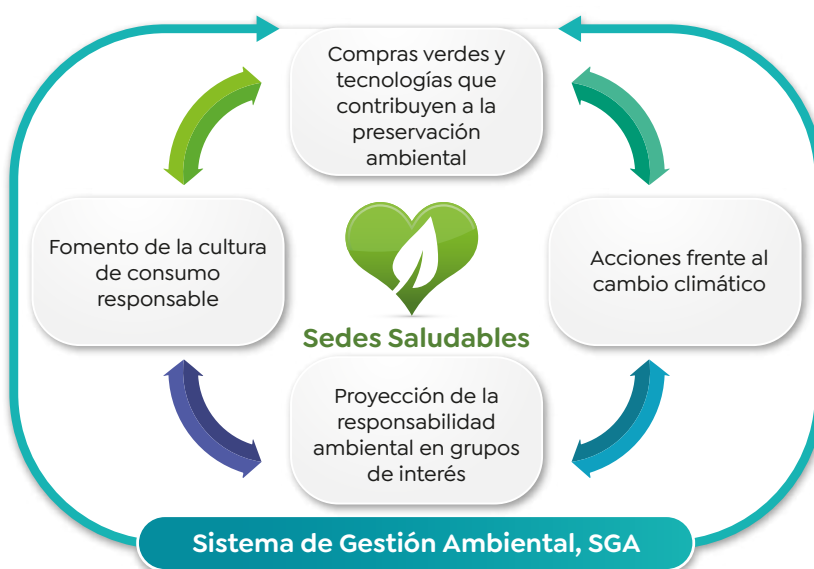 Compras verdes y
tecnologías que
contribuyen a la
preservación
ambiental
Fomento de la cultura
de consumo
responsable
Acciones frente al
cambio climático
Sedes Saludables
Proyección de la
responsabilidad
ambiental en grupos
de interés
Sistema de Gestión Ambiental, SGA